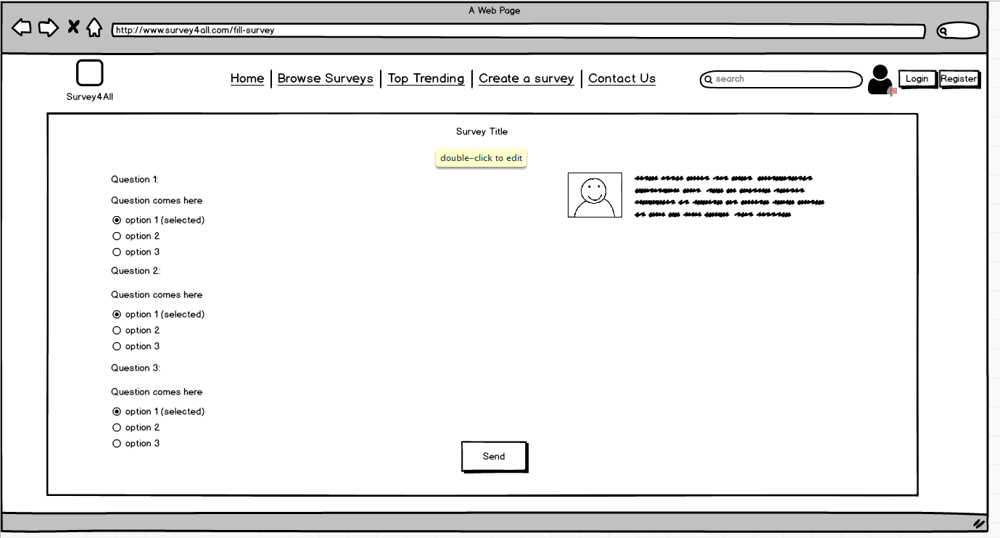 A Web Page
http://www.survey4all.com/fill-survey
Survey4All
Home Browse Surveys Top Trending Create a survey Contact Us
search
Login Register
Survey Title
double-click to edit
Question 1:
Question comes here
option 1 (selected)
option 2
option 3
Question 2:
Question comes here
option 1 (selected)
option 2
option 3
Question 3:
Question comes here
option 1 (selected)
option 2
option 3
Send